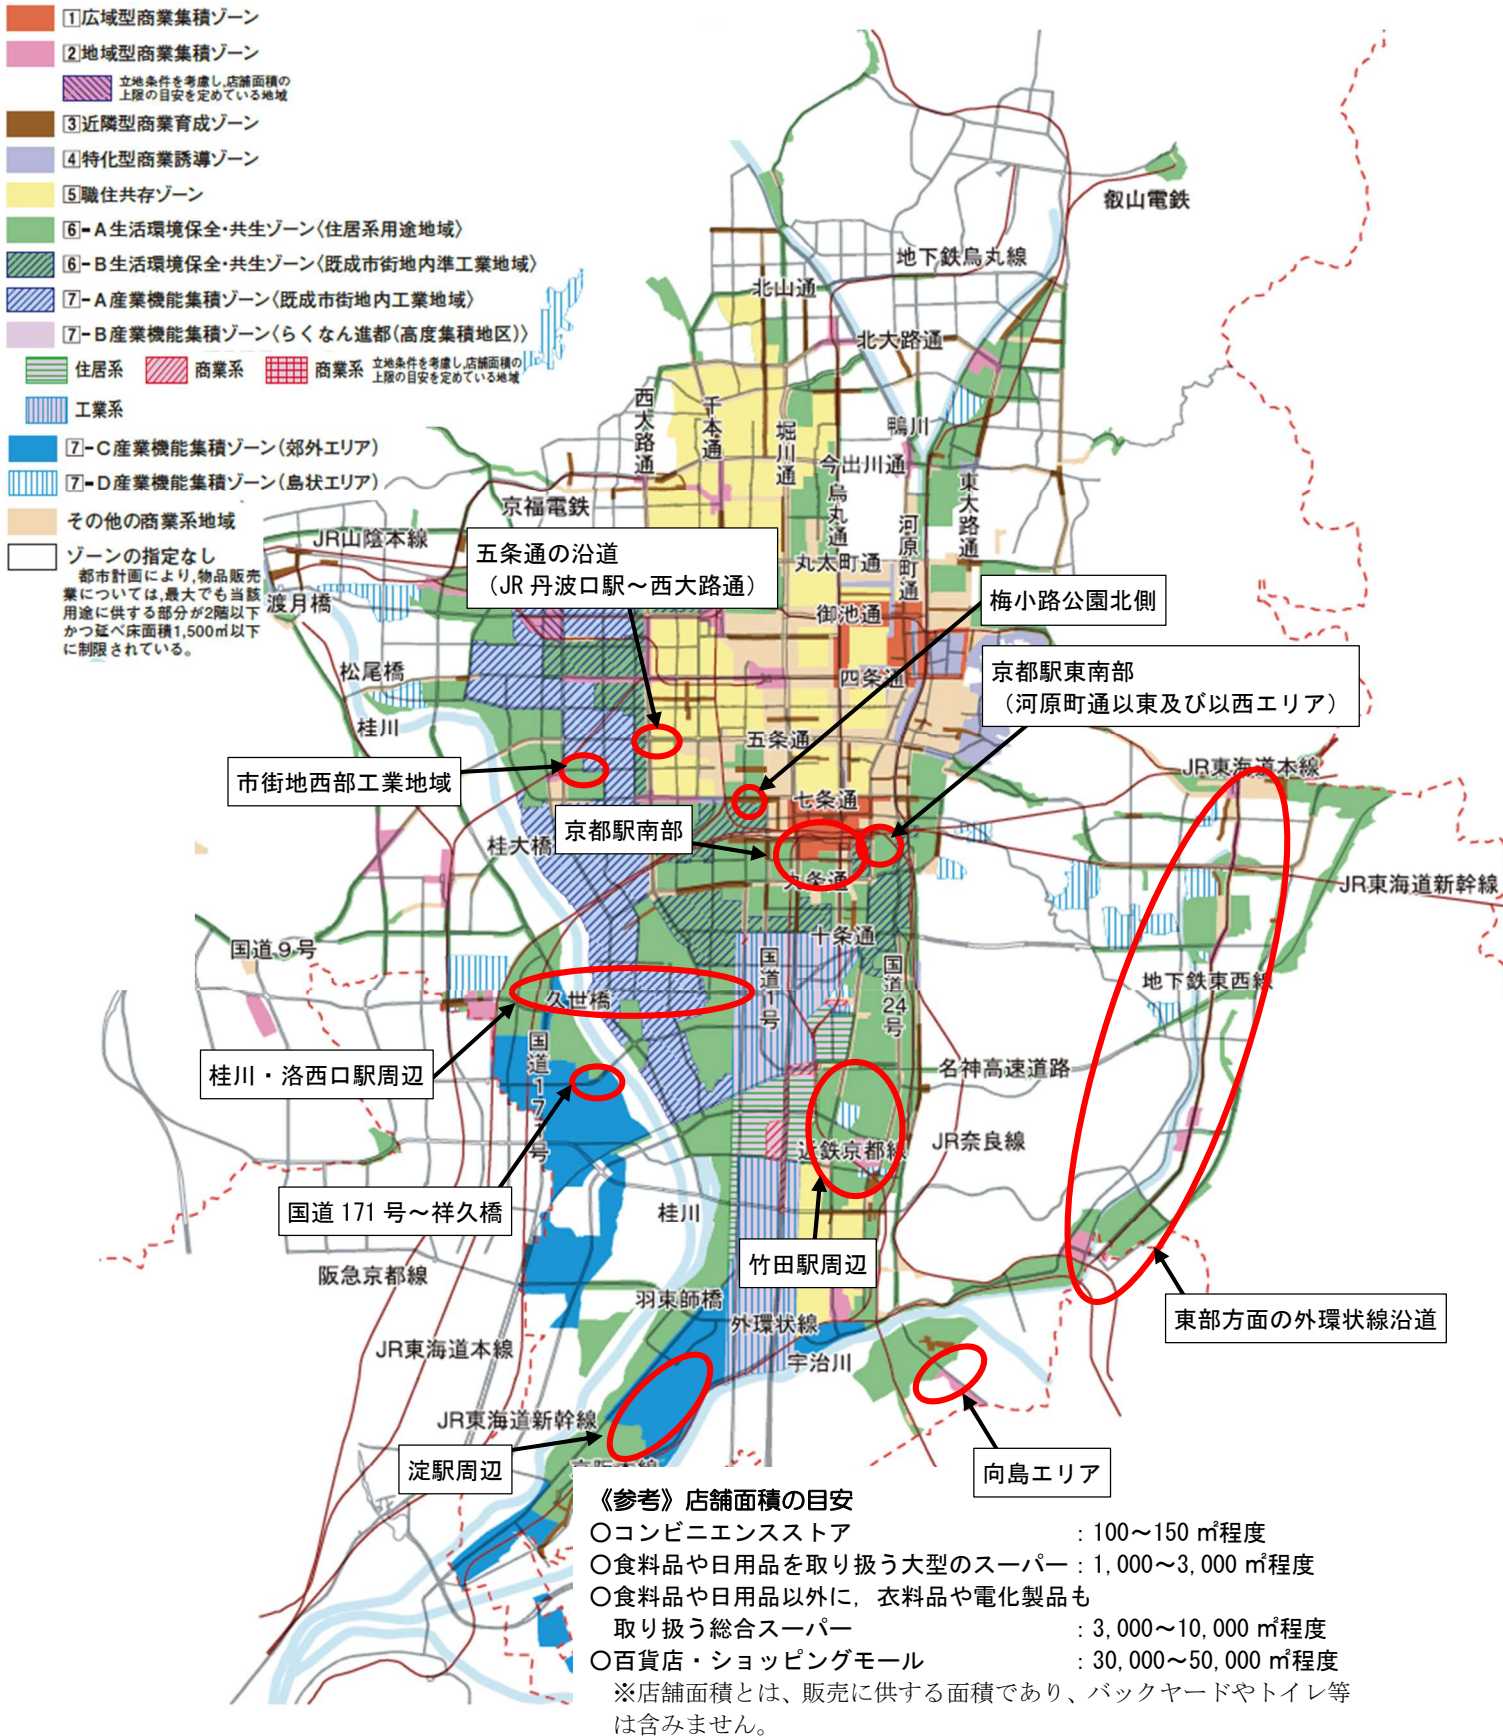 1広域型商業集積ゾーン
2地域型商業集積ゾーン
立地条件を考慮し,店舗面積の
上限の目安を定めている地域
3近隣型商業育成ゾーン
4特化型商業誘導ゾーン
5職住共存ゾーン
6-A生活環境保全・共生ゾーン〈住居系用途地域〉
6-B生活環境保全・共生ゾーン〈既成市街地内準工業地域〉
7-A産業機能集積ゾーン〈既成市街地内工業地域〉
7-B産業機能集積ゾーン〈らくなん進都(高度集積地区)〉
住居系
商業系
商業系 立地条件を考慮し,店舗面積の
上限の目安を定めている地域
工業系
7-C産業機能集積ゾーン(郊外エリア)
7-D産業機能集積ゾーン(島状エリア)
その他の商業系地域
ゾーンの指定なし
都市計画により,物品販売
業については,最大でも当該
用途に供する部分が2階以下
かつ延べ床面積1,500㎡以下
に制限されている。
叡山電鉄
地下鉄烏丸線
北山通
北大路通
西大路通
千本通
堀川通
鴨川
今出川通
烏丸通
河原町通
東大路通
京福電鉄
JR山陰本線
丸太町通
渡月橋
御池通
松尾橋
四条通
桂川
五条通
七条通
JR東海道本線
桂大橋
九条通
JR東海道新幹線
国道9号
十条通
国道1号
国道24号
地下鉄東西線
久世橋
国道171号
名神高速道路
近鉄京都線
JR奈良線
桂川
阪急京都線
羽束師橋
外環状線
宇治川
JR東海道本線
JR東海道新幹線
京阪本線
五条通の沿道
（JR 丹波口駅～西大路通）
梅小路公園北側
京都駅東南部
（河原町通以東及び以西エリア）
市街地西部工業地域
京都駅南部
桂川・洛西口駅周辺
国道 171 号～祥久橋
竹田駅周辺
東部方面の外環状線沿道
淀駅周辺
向島エリア
《参考》店舗面積の目安
○コンビニエンスストア : 100～150 ㎡程度
○食料品や日用品を取り扱う大型のスーパー : 1,000～3,000 ㎡程度
○食料品や日用品以外に，衣料品や電化製品も
取り扱う総合スーパー : 3,000～10,000 ㎡程度
○百貨店・ショッピングモール : 30,000～50,000 ㎡程度
※店舗面積とは、販売に供する面積であり、バックヤードやトイレ等
は含みません。